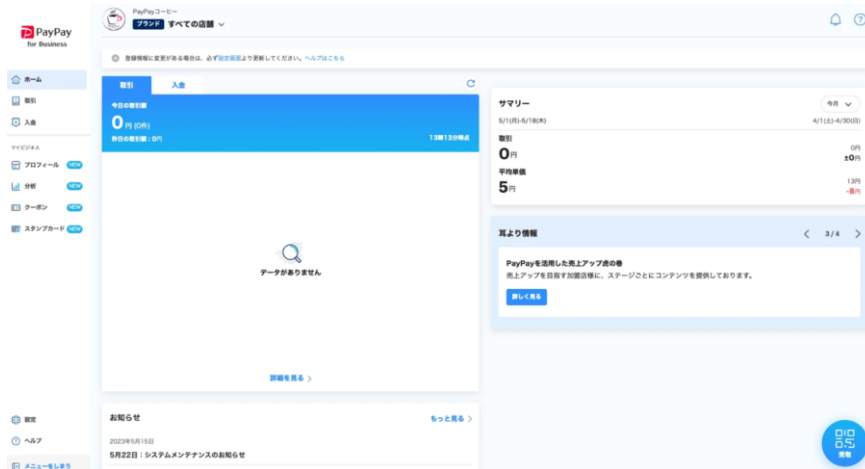 PayPay
for Business
ホーム
取引
入金
マイビジネス
プロフィール NEW
分析 NEW
クーポン NEW
スタンプカード NEW
設定
ヘルプ
メニューをしまう
PayPayコーヒー
ブランド すべての店舗
登録情報に変更がある場合は、必ず設定画面より更新してください。ヘルプはこちら
取引 入金
今日の取引額
0円 (0件)
昨日の取引額：0円 13時13分時点
データがありません
詳細を見る
お知らせ もっと見る
2023年5月15日
5月22日：システムメンテナンスのお知らせ
サマリー 今月
5/1(月)-5/18(木) 4/1(土)-4/30(日)
取引
0円 0円
±0円
平均単価
5円 13円
-8円
耳より情報 3/4
PayPayを活用した売上アップ虎の巻
売上アップを目指す加盟店様に、ステージごとにコンテンツを提供しております。
詳しく見る
受取